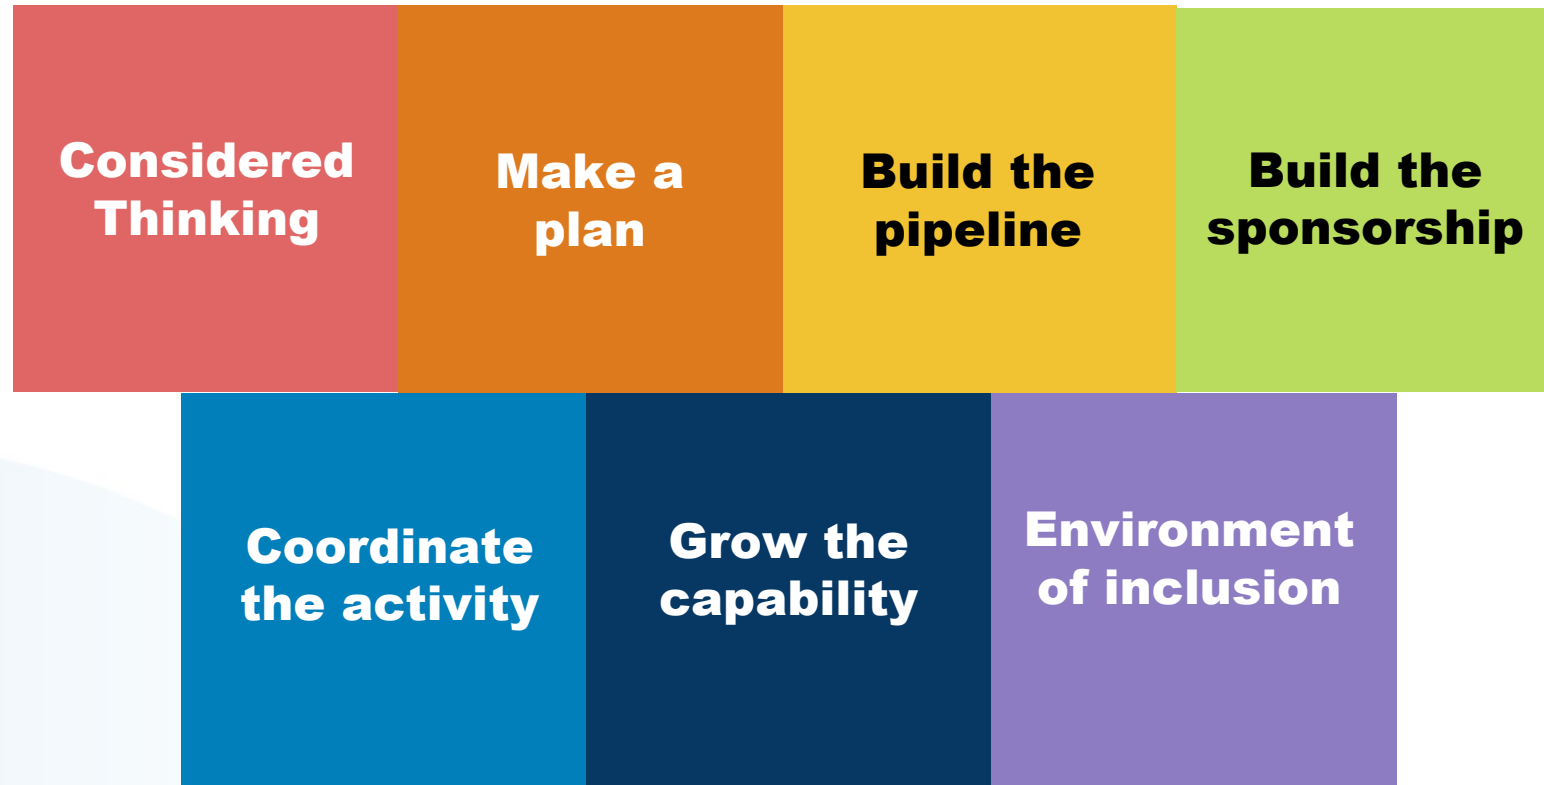 Considered
Thinking
Make a
plan
Build the
pipeline
Build the
sponsorship
Coordinate
the activity
Grow the
capability
Environment
of inclusion